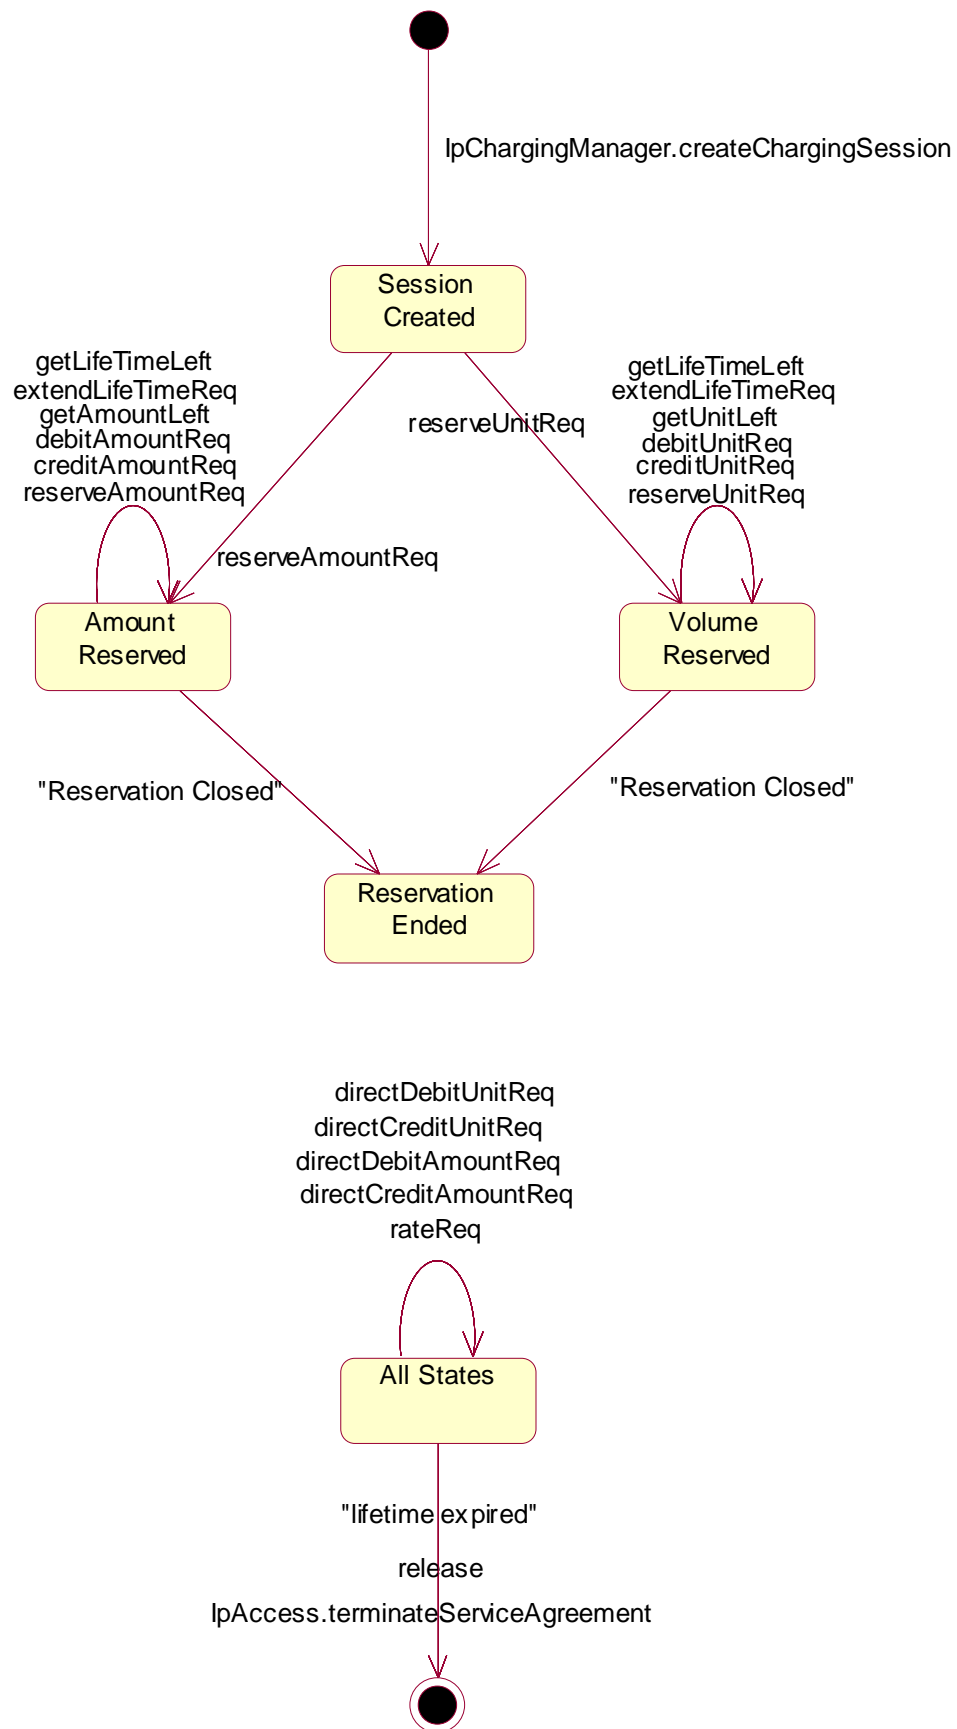 IpChargingManager.createChargingSession
Session
Created
getLifeTimeLeft
extendLifeTimeReq
getAmountLeft
debitAmountReq
creditAmountReq
reserveAmountReq
reserveUnitReq
getLifeTimeLeft
extendLifeTimeReq
getUnitLeft
debitUnitReq
creditUnitReq
reserveUnitReq
reserveAmountReq
Amount
Reserved
Volume
Reserved
"Reservation Closed"
"Reservation Closed"
Reservation
Ended
directDebitUnitReq
directCreditUnitReq
directDebitAmountReq
directCreditAmountReq
rateReq
All States
"lifetime expired"
release
IpAccess.terminateServiceAgreement